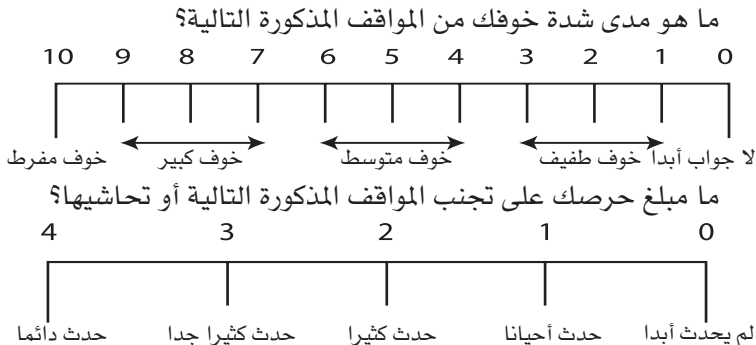 ما هو مدى شدة خوفك من المواقف المذكورة التالية؟
0 1 2 3 4 5 6 7 8 9 10
لا جواب أبدا خوف طفيف خوف متوسط خوف كبير خوف مفرط
ما مبلغ حرصك على تجنب المواقف المذكورة التالية أو تحاشيها؟
0 1 2 3 4
لم يحدث أبدا حدث أحيانا حدث كثيرا حدث كثيرا جدا حدث دائما